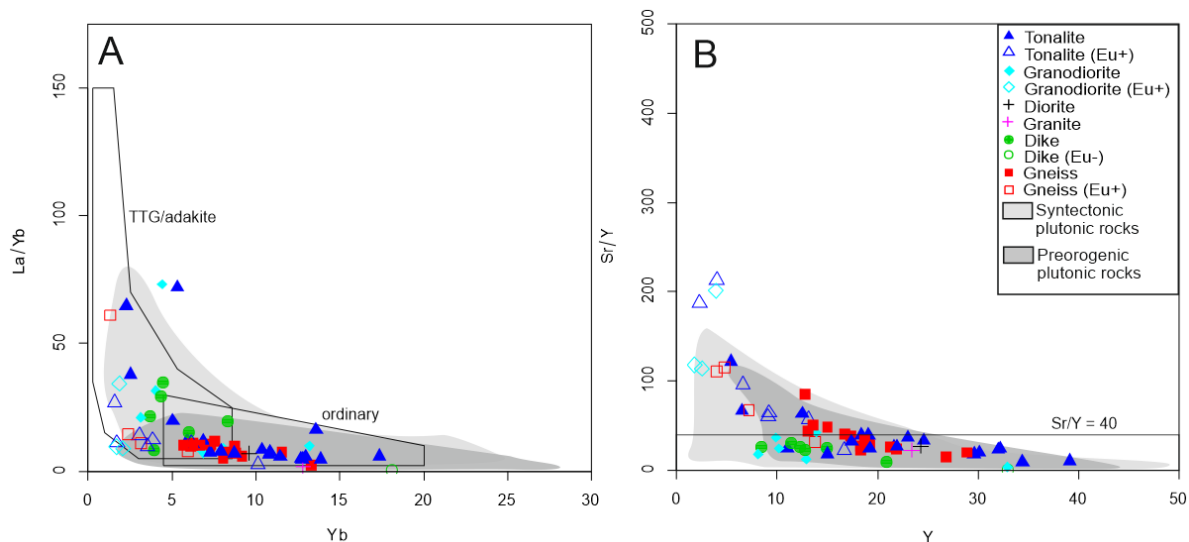 A
La/Yb
150
100
50
0
TTG/adakite
ordinary
0
5
10
15
20
25
30
Yb
B
Sr/Y
500
400
300
200
100
0
Sr/Y = 40
0
10
20
30
40
50
Y
Tonalite
Tonalite (Eu+)
Granodiorite
Granodiorite (Eu+)
Diorite
Granite
Dike
Dike (Eu-)
Gneiss
Gneiss (Eu+)
Syntectonic
plutonic rocks
Preorogenic
plutonic rocks